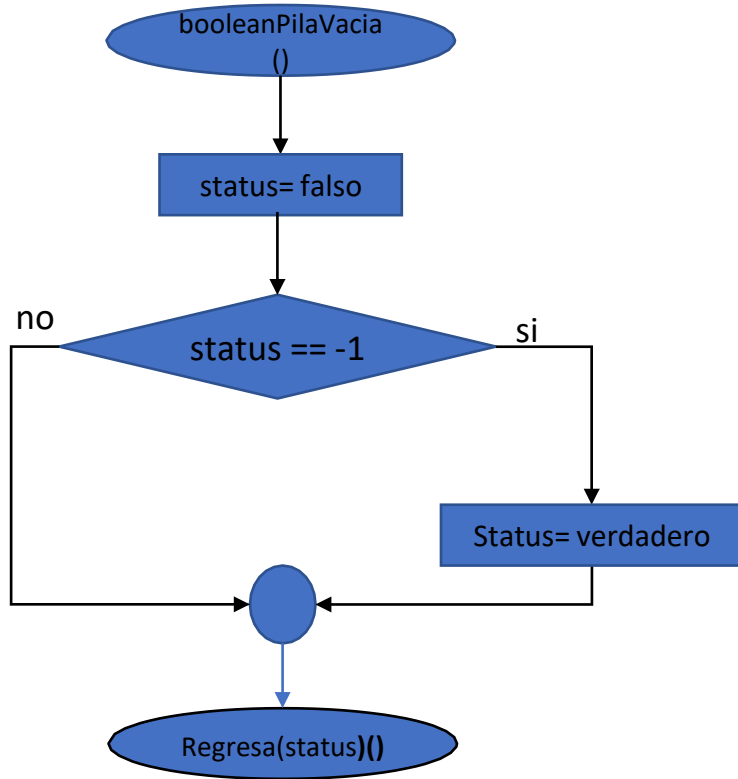 booleanPilaVacia
()
status= falso
no
status == -1
si
Status= verdadero
Regresa(status)()